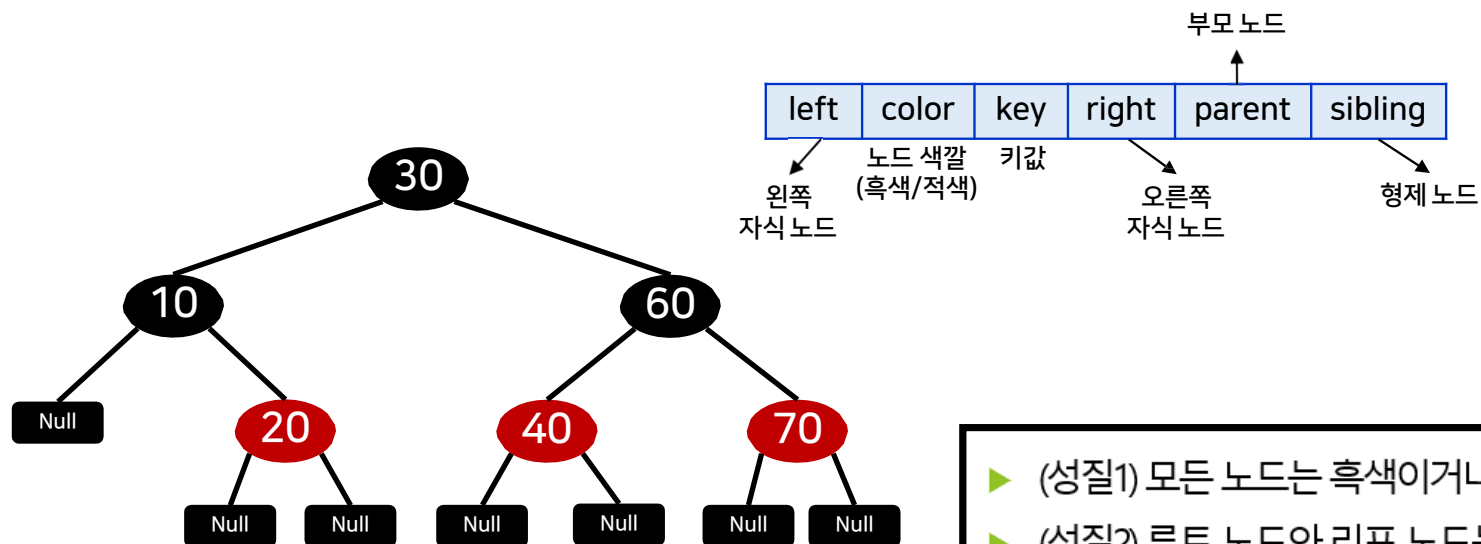 부모 노드
left color key right parent sibling
노드 색깔
(흑색/적색)
키값
왼쪽
자식 노드
오른쪽
자식 노드
형제 노드
30
10 60
Null 20 40 70
Null Null Null Null Null Null
(성질1) 모든 노드는 흑색이거나